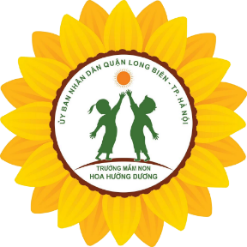 ỦY BAN NHÂN DÂN QUẬN LONG BIÊN - TP. HÀ NỘI
TRƯỜNG MẦM NON
HOA HƯỚNG DƯƠNG